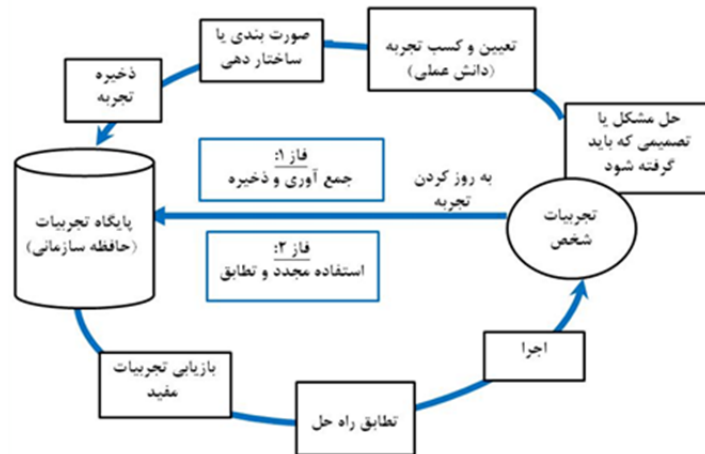 تعیین و کسب تجربه
(دانش عملی)
صورت بندی یا
ساختار دهی
ذخیره
تجربه
حل مشکل یا
تصمیمی که باید
گرفته شود
فاز ۱:
جمع آوری و ذخیره
به روز کردن
تجربه
تجربیات
شخص
پایگاه تجربیات
(حافظه سازمانی)
فاز ۲:
استفاده مجدد و تطابق
بازیابی تجربیات
مفید
تطابق راه حل
اجرا